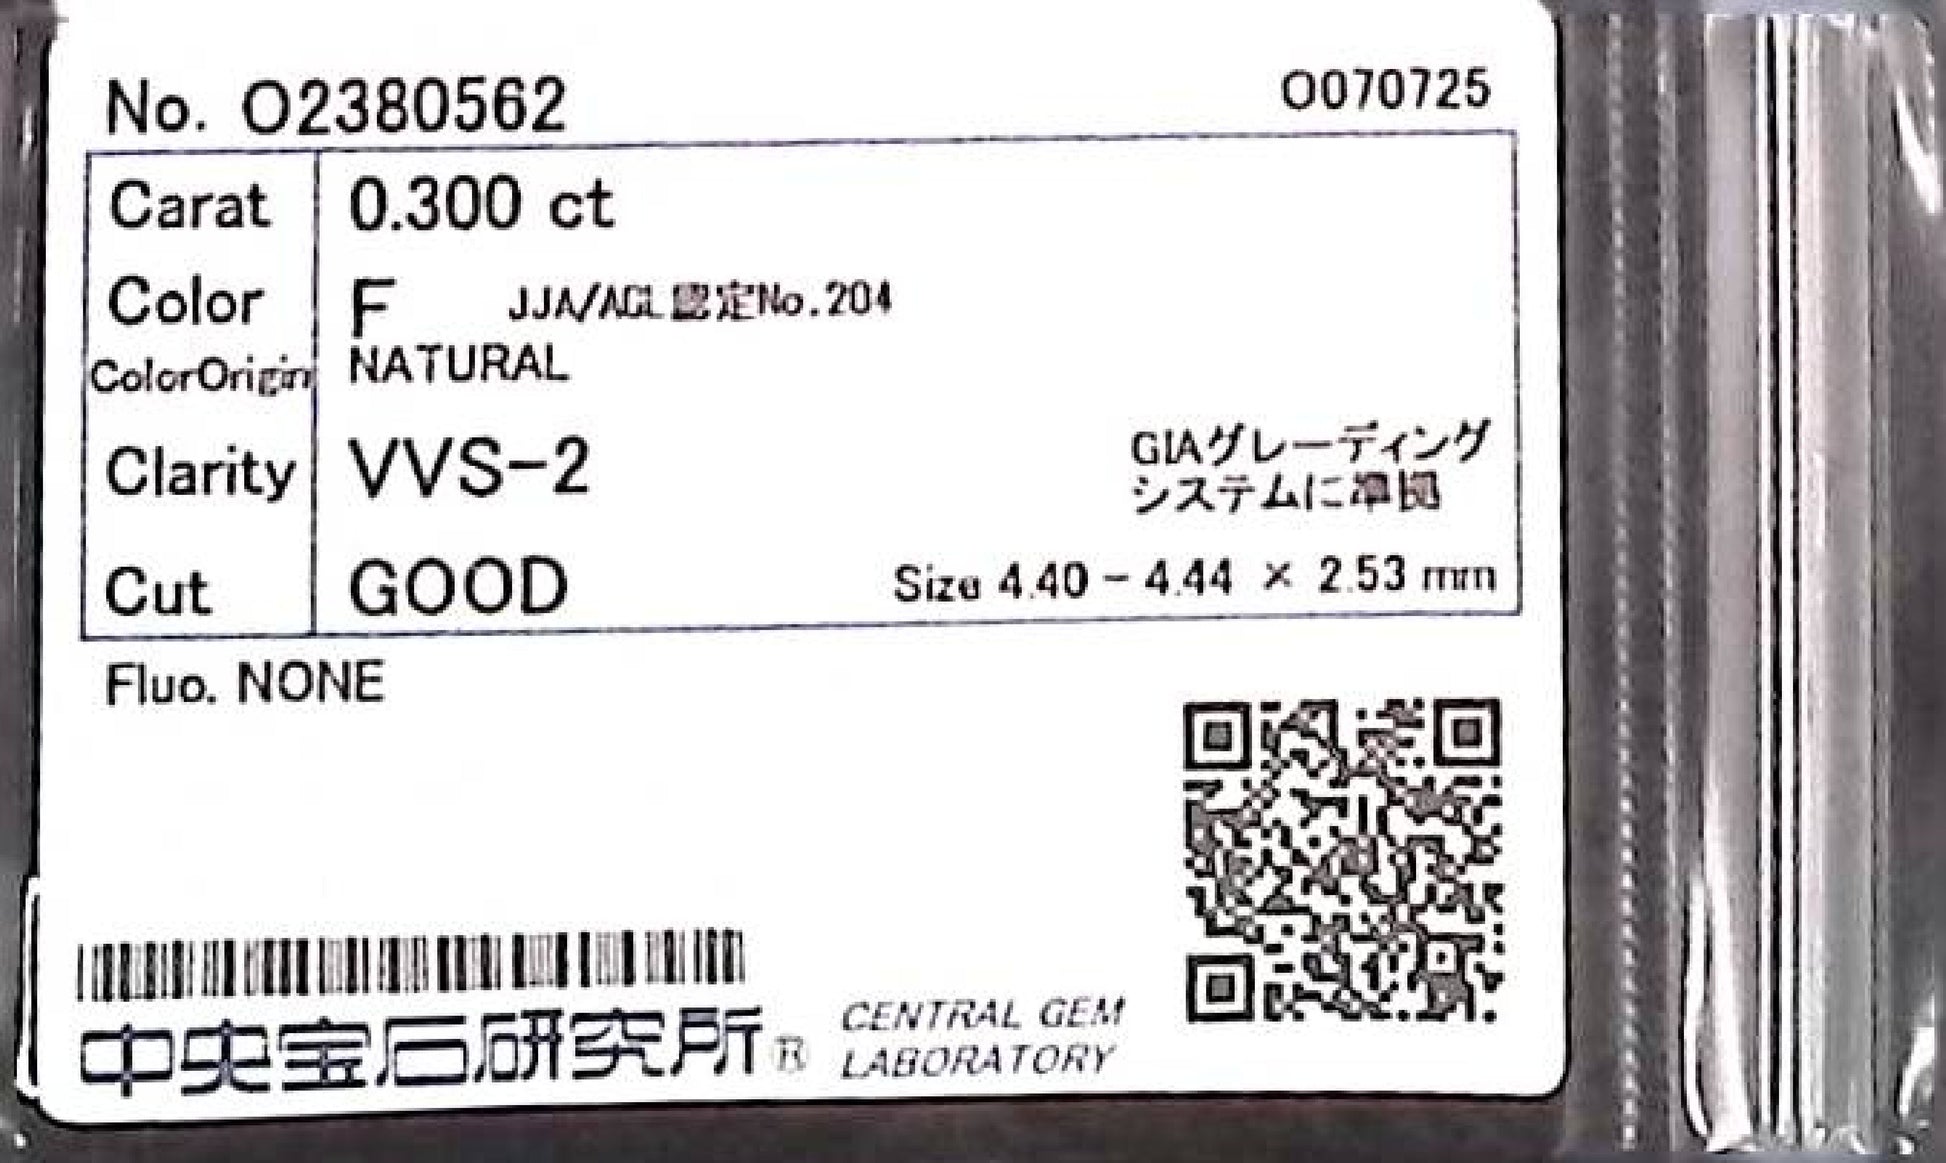 No. O2380562
O070725
Carat 0.300 ct
Color F JJA/AGL認定No.204
ColorOrigin NATURAL
Clarity VVS-2
GIAグレーディング
システムに準拠
Cut GOOD Size 4.40 - 4.44 × 2.53 mm
Fluo. NONE
中央宝石研究所®
CENTRAL GEM
LABORATORY